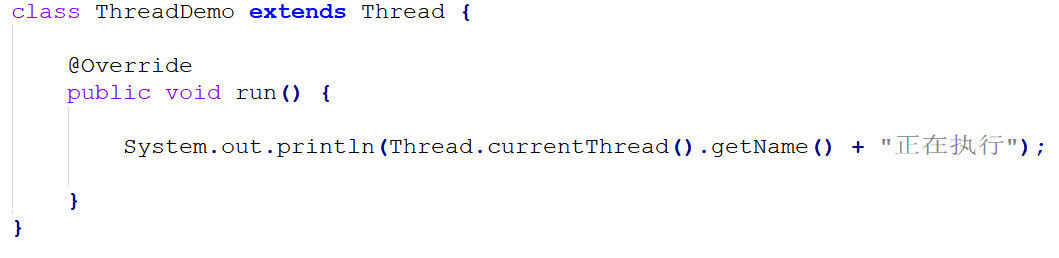 class ThreadDemo extends Thread {
@Override
public void run() {
System.out.println(Thread.currentThread().getName() + "正在执行");
}
}